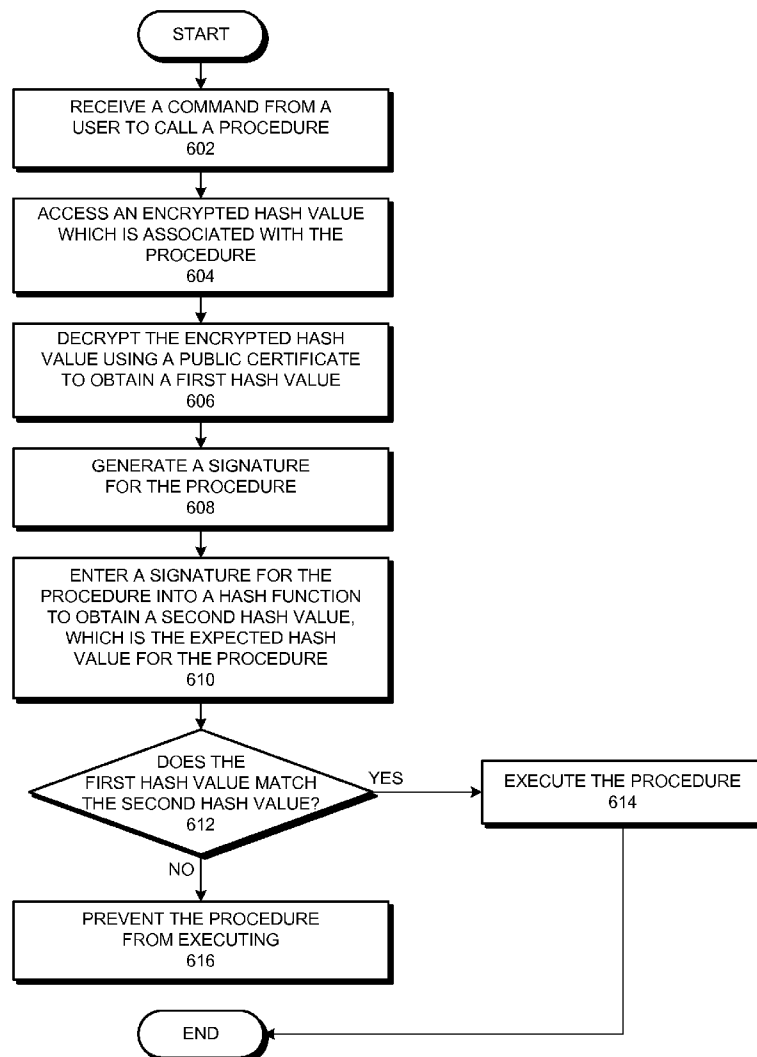 START
RECEIVE A COMMAND FROM A
USER TO CALL A PROCEDURE
602
ACCESS AN ENCRYPTED HASH VALUE
WHICH IS ASSOCIATED WITH THE
PROCEDURE
604
DECRYPT THE ENCRYPTED HASH
VALUE USING A PUBLIC CERTIFICATE
TO OBTAIN A FIRST HASH VALUE
606
GENERATE A SIGNATURE
FOR THE PROCEDURE
608
ENTER A SIGNATURE FOR THE
PROCEDURE INTO A HASH FUNCTION
TO OBTAIN A SECOND HASH VALUE,
WHICH IS THE EXPECTED HASH
VALUE FOR THE PROCEDURE
610
DOES THE
FIRST HASH VALUE MATCH
THE SECOND HASH VALUE?
612
YES
EXECUTE THE PROCEDURE
614
NO
PREVENT THE PROCEDURE
FROM EXECUTING
616
END